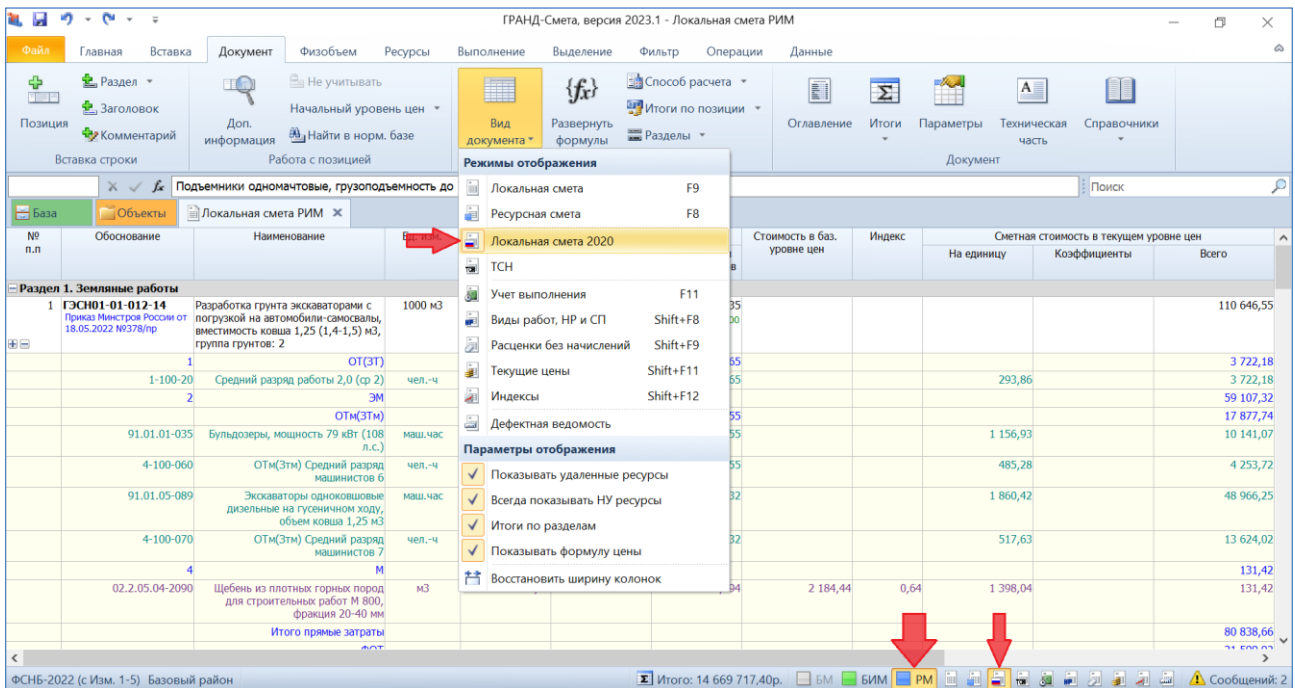 ГРАНД-Смета, версия 2023.1 - Локальная смета РИМ
Файл Главная Вставка Документ Физобъем Ресурсы Выполнение Выделение Фильтр Операции Данные
Позиция
Раздел
Заголовок
Комментарий
Вставка строки
Доп. информация
Не учитывать
Начальный уровень цен
Найти в норм. базе
Работа с позицией
Вид документа
Развернуть формулы
Способ расчета
Итоги по позиции
Разделы
Оглавление
Итоги
Параметры
Техническая часть
Справочники
Документ
Подъемники одномачтовые, грузоподъемность до
Поиск
База Объекты Локальная смета РИМ
Режимы отображения
Локальная смета F9
Ресурсная смета F8
Локальная смета 2020
ТСН
Учет выполнения F11
Виды работ, НР и СП Shift+F8
Расценки без начислений Shift+F9
Текущие цены Shift+F11
Индексы Shift+F12
Дефектная ведомость
Параметры отображения
Показывать удаленные ресурсы
Всегда показывать НУ ресурсы
Итоги по разделам
Показывать формулу цены
Восстановить ширину колонок
№ п.п Обоснование Наименование Стоимость в баз. уровне цен Индекс Сметная стоимость в текущем уровне цен
На единицу Коэффициенты Всего
Раздел 1. Земляные работы
1 ГЭСН01-01-012-14 Разработка грунта экскаваторами с 1000 м3 35 110 646,55
Приказ Минстроя России от погрузкой на автомобили-самосвалы, 00
18.05.2022 №378/пр вместимость ковша 1,25 (1,4-1,5) м3,
группа грунтов: 2
1 ОТ(ЗТ) 65 3 722,18
1-100-20 Средний разряд работы 2,0 (ср 2) чел.-ч 65 293,86 3 722,18
2 ЭМ 59 107,32
ОТм(ЗТм) 55 17 877,74
91.01.01-035 Бульдозеры, мощность 79 кВт (108 маш.час 55 1 156,93 10 141,07
л.с.)
4-100-060 ОТм(Зтм) Средний разряд чел.-ч 55 485,28 4 253,72
машинистов 6
91.01.05-089 Экскаваторы одноковшовые маш.час 32 1 860,42 48 966,25
дизельные на гусеничном ходу,
объем ковша 1,25 м3
4-100-070 ОТм(Зтм) Средний разряд чел.-ч 32 517,63 13 624,02
машинистов 7
4 М 131,42
02.2.05.04-2090 Щебень из плотных горных пород м3 94 2 184,44 0,64 1 398,04 131,42
для строительных работ М 800,
фракция 20-40 мм
Итого прямые затраты 80 838,66
ФСНБ-2022 (с Изм. 1-5) Базовый район Итого: 14 669 717,40р. БМ БИМ РМ Сообщений: 2